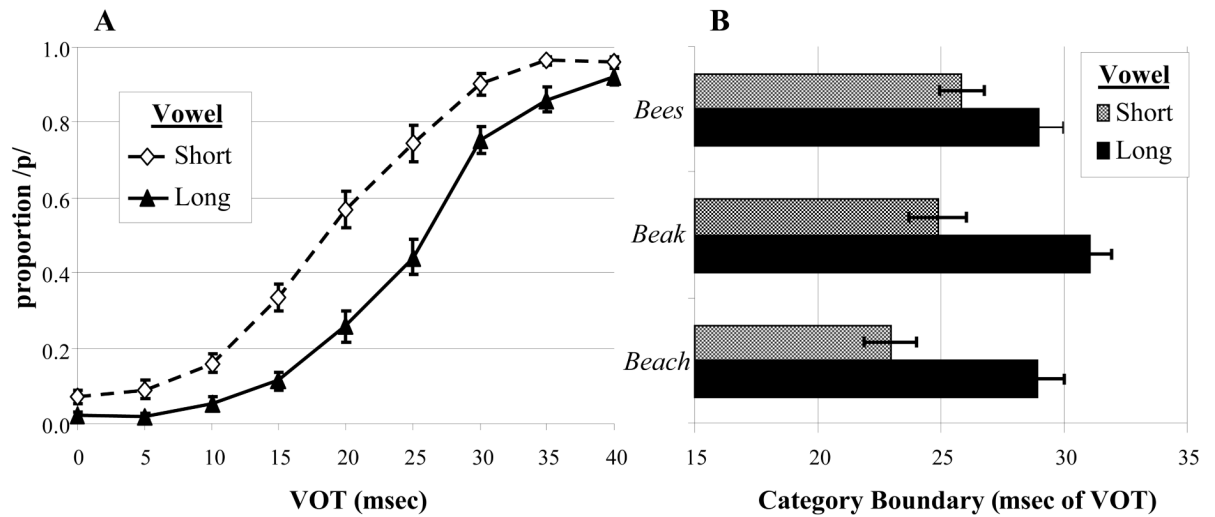 A
1.0
0.8
0.6
0.4
0.2
0.0
proportion /p/
Vowel
Short
Long
0 5 10 15 20 25 30 35 40
VOT (msec)
B
Bees
Beak
Beach
Vowel
Short
Long
15 20 25 30 35
Category Boundary (msec of VOT)